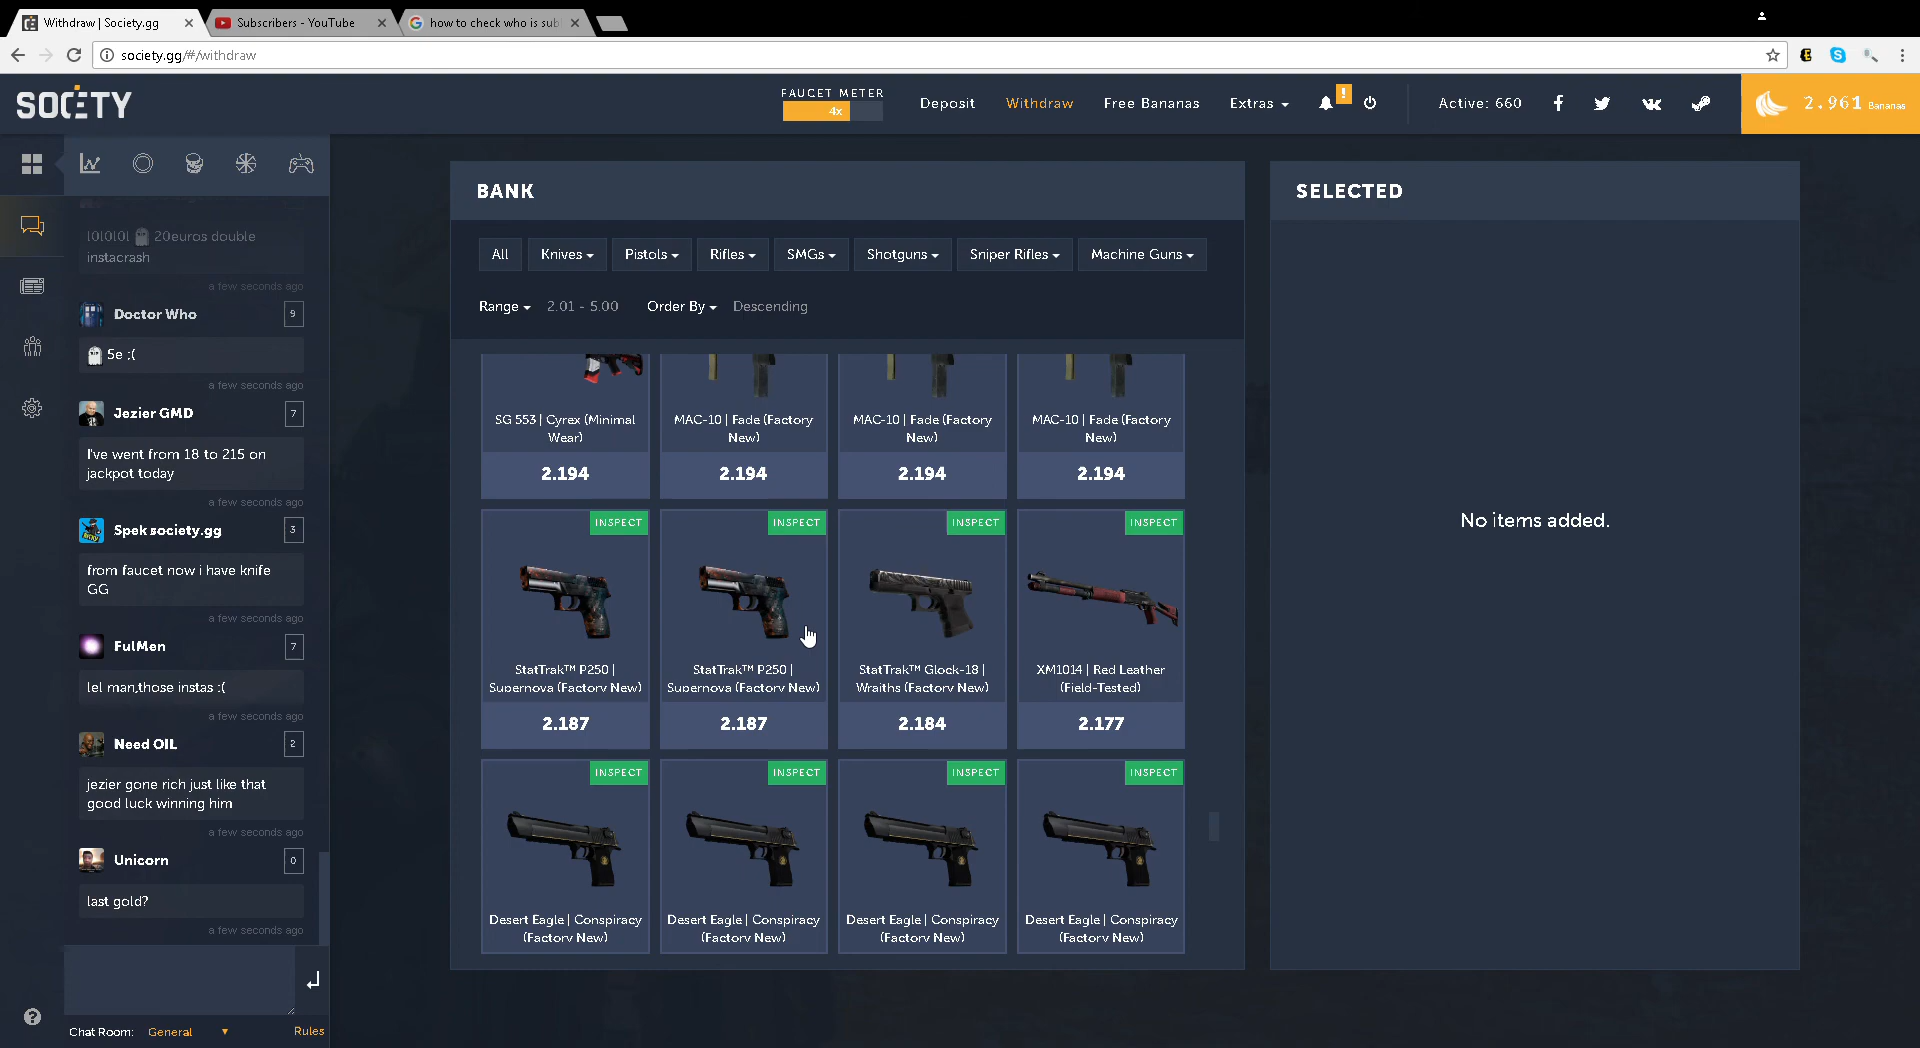 Withdraw | Society.gg
Subscribers - YouTube
how to check who is sub
society.gg/#/withdraw
SOCIETY
FAUCET METER
4x
Deposit
Withdraw
Free Bananas
Extras
!
Active: 660
2.961 Bananas
BANK
SELECTED
All
Knives
Pistols
Rifles
SMGs
Shotguns
Sniper Rifles
Machine Guns
Range
2.01 - 5.00
Order By
Descending
lOlOlOl 20euros double
instacrash
a few seconds ago
Doctor Who
9
5e ;(
a few seconds ago
Jezier GMD
7
I've went from 18 to 215 on
jackpot today
a few seconds ago
Spek society.gg
3
from faucet now i have knife
GG
a few seconds ago
FulMen
7
lel man,those instas :(
a few seconds ago
Need OIL
2
jezier gone rich just like that
good luck winning him
a few seconds ago
Unicorn
0
last gold?
a few seconds ago
Chat Room:
General
Rules
SG 553 | Cyrex (Minimal
Wear)
2.194
MAC-10 | Fade (Factory
New)
2.194
MAC-10 | Fade (Factory
New)
2.194
MAC-10 | Fade (Factory
New)
2.194
INSPECT
StatTrak™ P250 |
Supernova (Factory New)
2.187
INSPECT
StatTrak™ P250 |
Supernova (Factory New)
2.187
INSPECT
StatTrak™ Glock-18 |
Wraiths (Factory New)
2.184
INSPECT
XM1014 | Red Leather
(Field-Tested)
2.177
INSPECT
Desert Eagle | Conspiracy
(Factory New)
INSPECT
Desert Eagle | Conspiracy
(Factory New)
INSPECT
Desert Eagle | Conspiracy
(Factory New)
INSPECT
Desert Eagle | Conspiracy
(Factory New)
No items added.